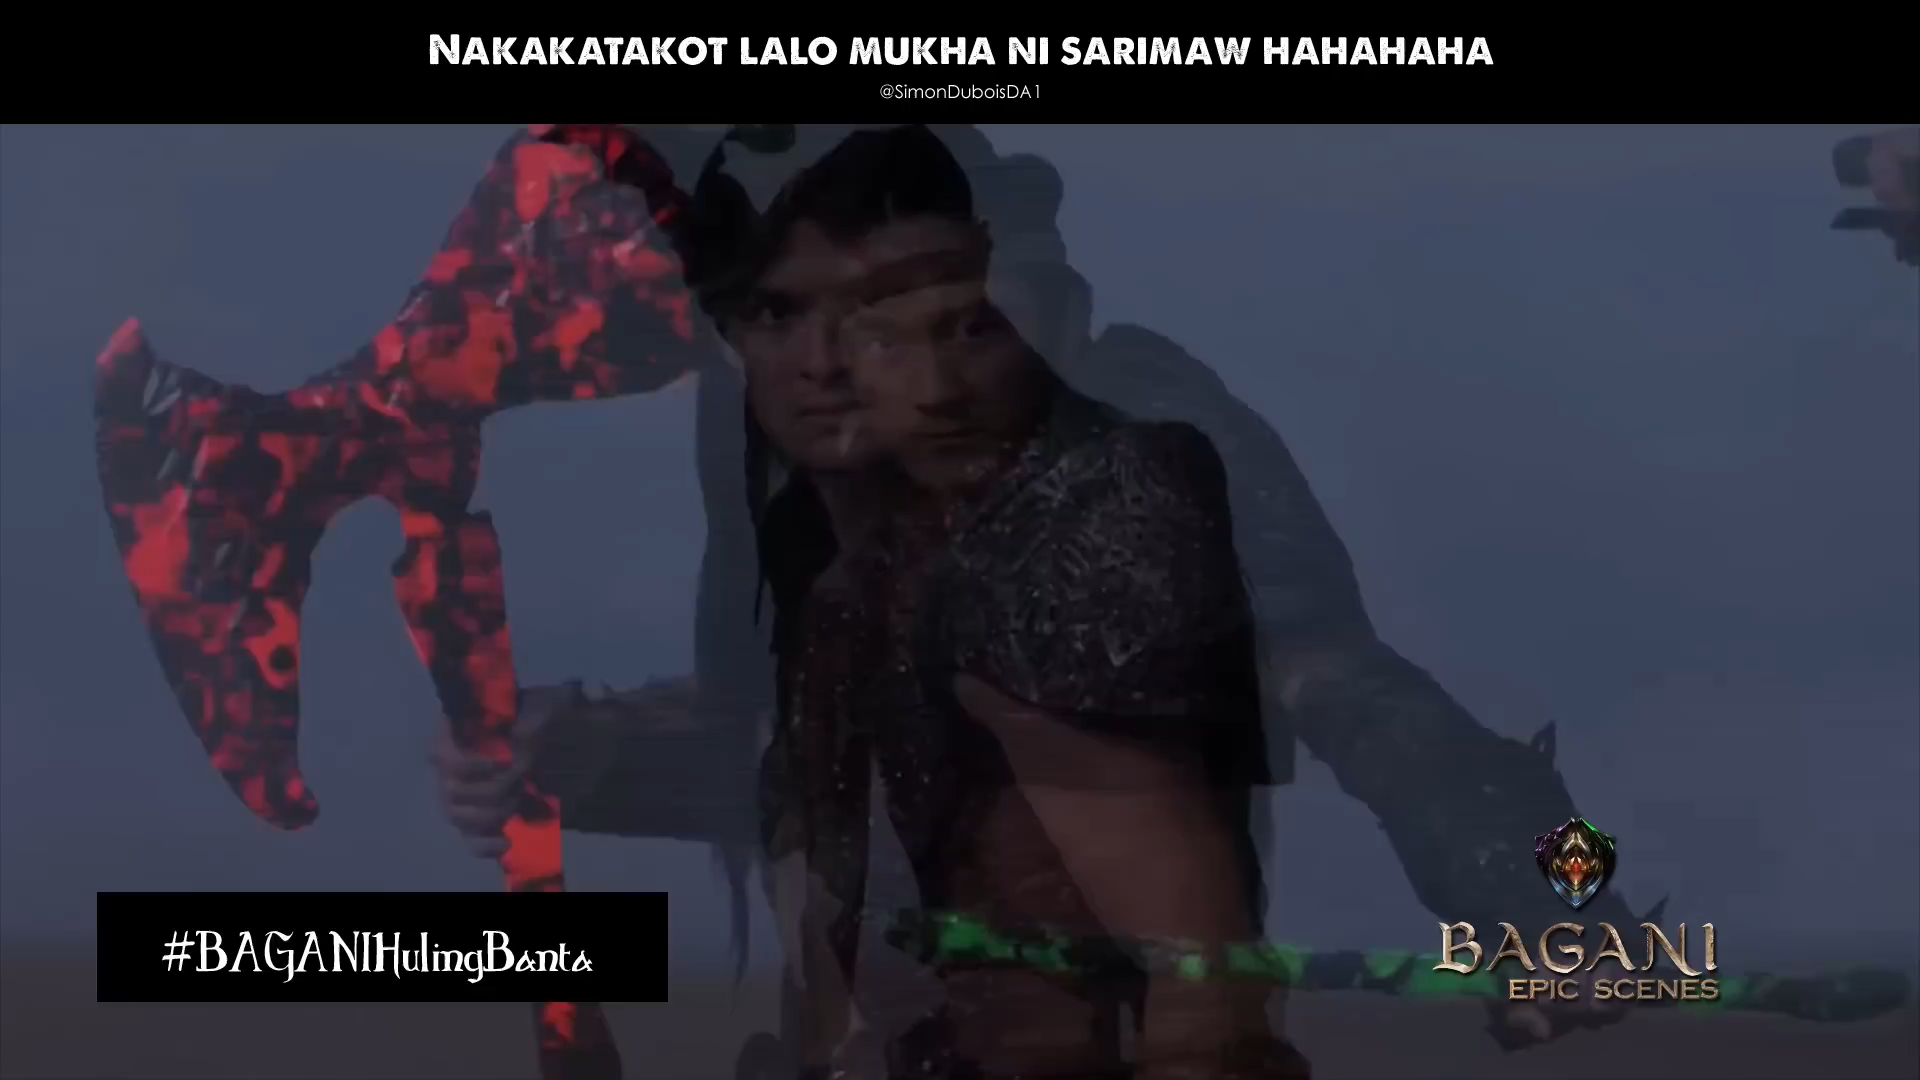 Nakakatakot lalo mukha ni sarimaw hahahaha
@SimonDuboisDA1
#BAGANIHulingBanta
BAGANI
EPIC SCENES